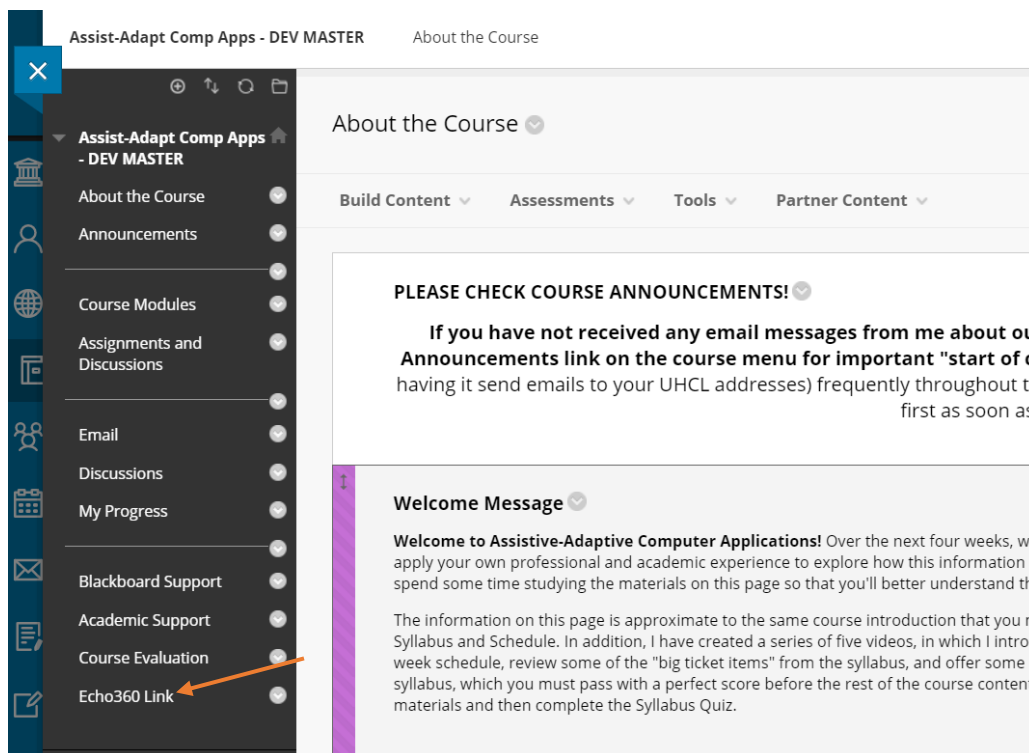 Assist-Adapt Comp Apps - DEV MASTER About the Course
Assist-Adapt Comp Apps
- DEV MASTER
About the Course
Announcements
Course Modules
Assignments and
Discussions
Email
Discussions
My Progress
Blackboard Support
Academic Support
Course Evaluation
Echo360 Link
About the Course
Build Content Assessments Tools Partner Content
PLEASE CHECK COURSE ANNOUNCEMENTS!
If you have not received any email messages from me about
Announcements link on the course menu for important "start of
having it send emails to your UHCL addresses) frequently throughout
first as soon
Welcome Message
Welcome to Assistive-Adaptive Computer Applications! Over the next four weeks,
apply your own professional and academic experience to explore how this information
spend some time studying the materials on this page so that you'll better understand
The information on this page is approximate to the same course introduction that you
Syllabus and Schedule. In addition, I have created a series of five videos, in which I
week schedule, review some of the "big ticket items" from the syllabus, and offer some
syllabus, which you must pass with a perfect score before the rest of the course
materials and then complete the Syllabus Quiz.